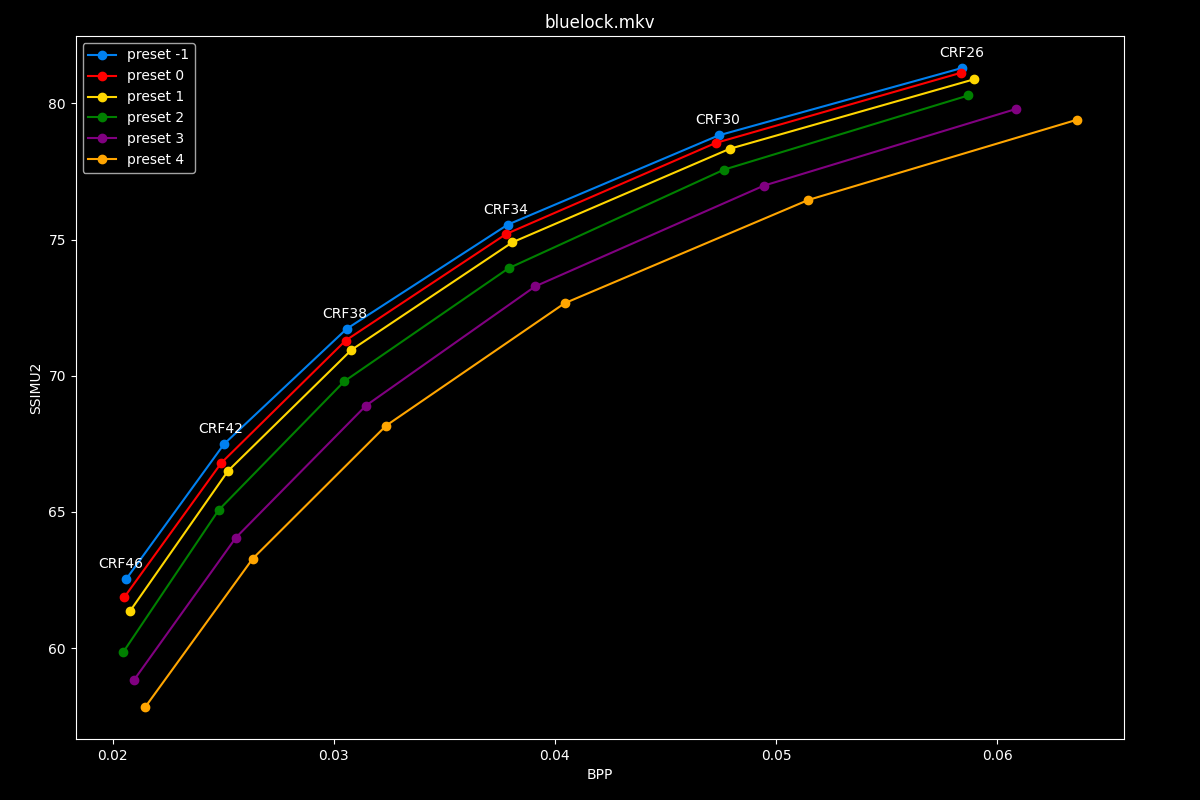 bluelock.mkv
preset -1
preset 0
preset 1
preset 2
preset 3
preset 4
CRF26
CRF30
CRF34
CRF38
CRF42
CRF46
80
75
70
65
60
SSIMU2
0.02 0.03 0.04 0.05 0.06
BPP